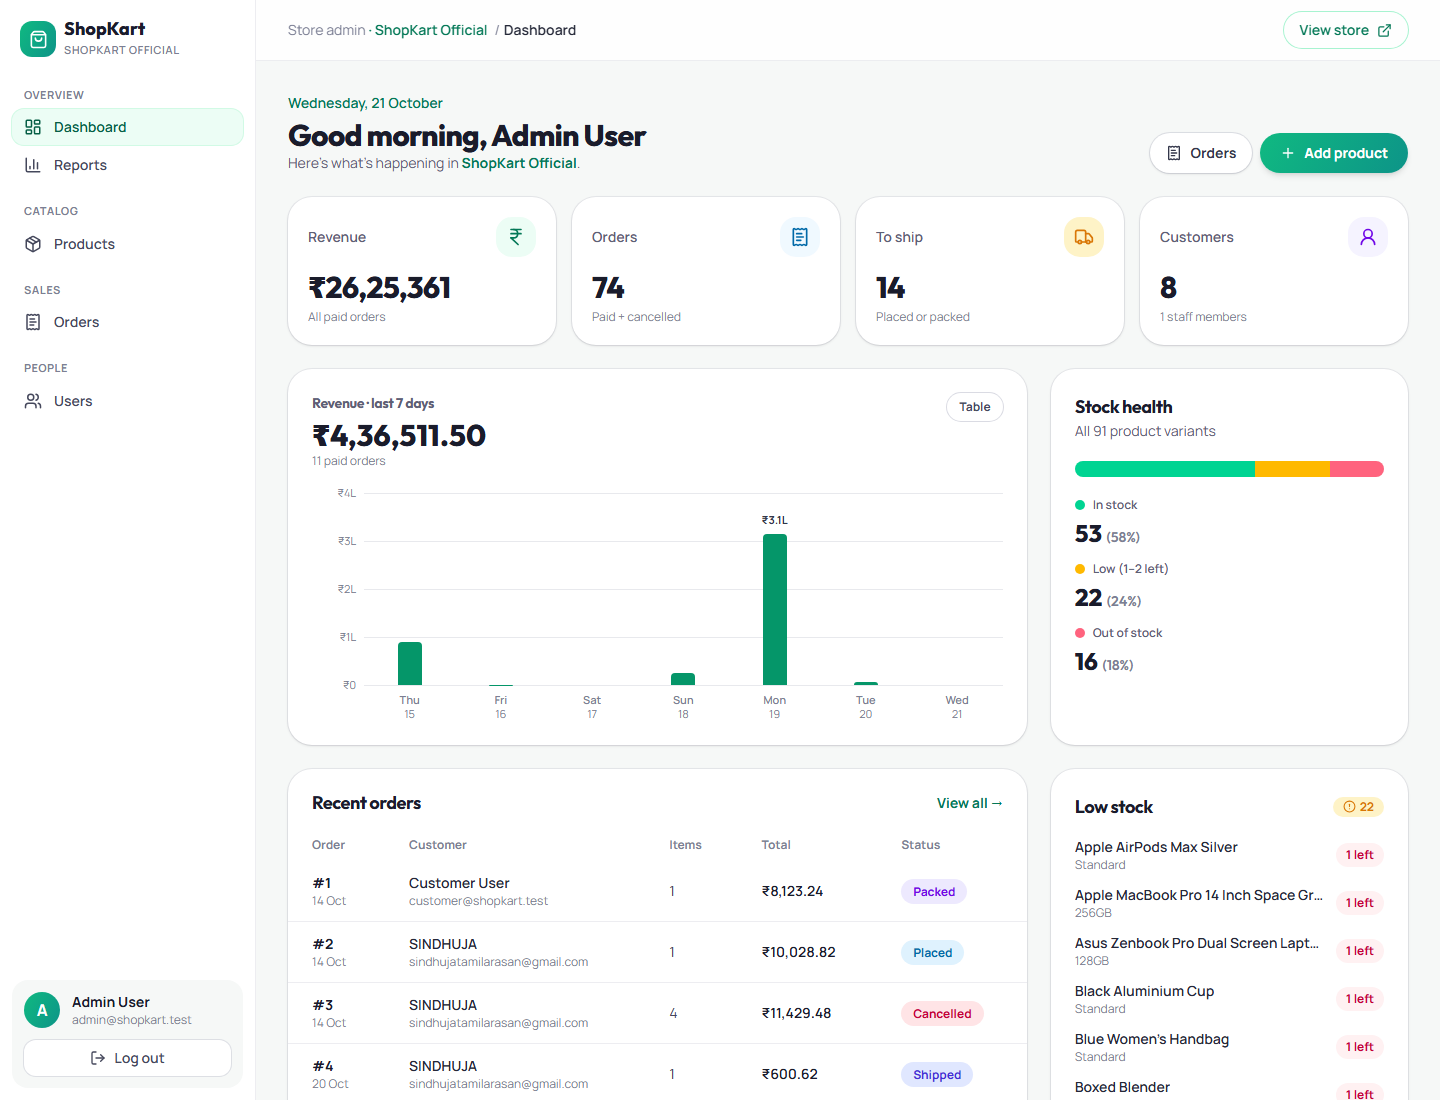 ShopKart
SHOPKART OFFICIAL
OVERVIEW
Dashboard
Reports
CATALOG
Products
SALES
Orders
PEOPLE
Users
A
Admin User
admin@shopkart.test
Log out
Store admin · ShopKart Official / Dashboard
View store
Wednesday, 21 October
Good morning, Admin User
Here's what's happening in ShopKart Official.
Orders
+ Add product
Revenue
₹
₹26,25,361
All paid orders
Orders
74
Paid + cancelled
To ship
14
Placed or packed
Customers
8
1 staff members
Revenue · last 7 days
₹4,36,511.50
11 paid orders
Table
₹4L
₹3L
₹2L
₹1L
₹0
₹3.1L
Thu
15
Fri
16
Sat
17
Sun
18
Mon
19
Tue
20
Wed
21
Stock health
All 91 product variants
In stock
53 (58%)
Low (1–2 left)
22 (24%)
Out of stock
16 (18%)
Recent orders
View all →
Order Customer Items Total Status
#1 Customer User 1 ₹8,123.24 Packed
14 Oct customer@shopkart.test
#2 SINDHUJA 1 ₹10,028.82 Placed
14 Oct sindhujatamilarasan@gmail.com
#3 SINDHUJA 4 ₹11,429.48 Cancelled
14 Oct sindhujatamilarasan@gmail.com
#4 SINDHUJA 1 ₹600.62 Shipped
20 Oct sindhujatamilarasan@gmail.com
Low stock
22
Apple AirPods Max Silver
Standard
1 left
Apple MacBook Pro 14 Inch Space Gr...
256GB
1 left
Asus Zenbook Pro Dual Screen Lapt...
128GB
1 left
Black Aluminium Cup
Standard
1 left
Blue Women's Handbag
Standard
1 left
Boxed Blender
1 left